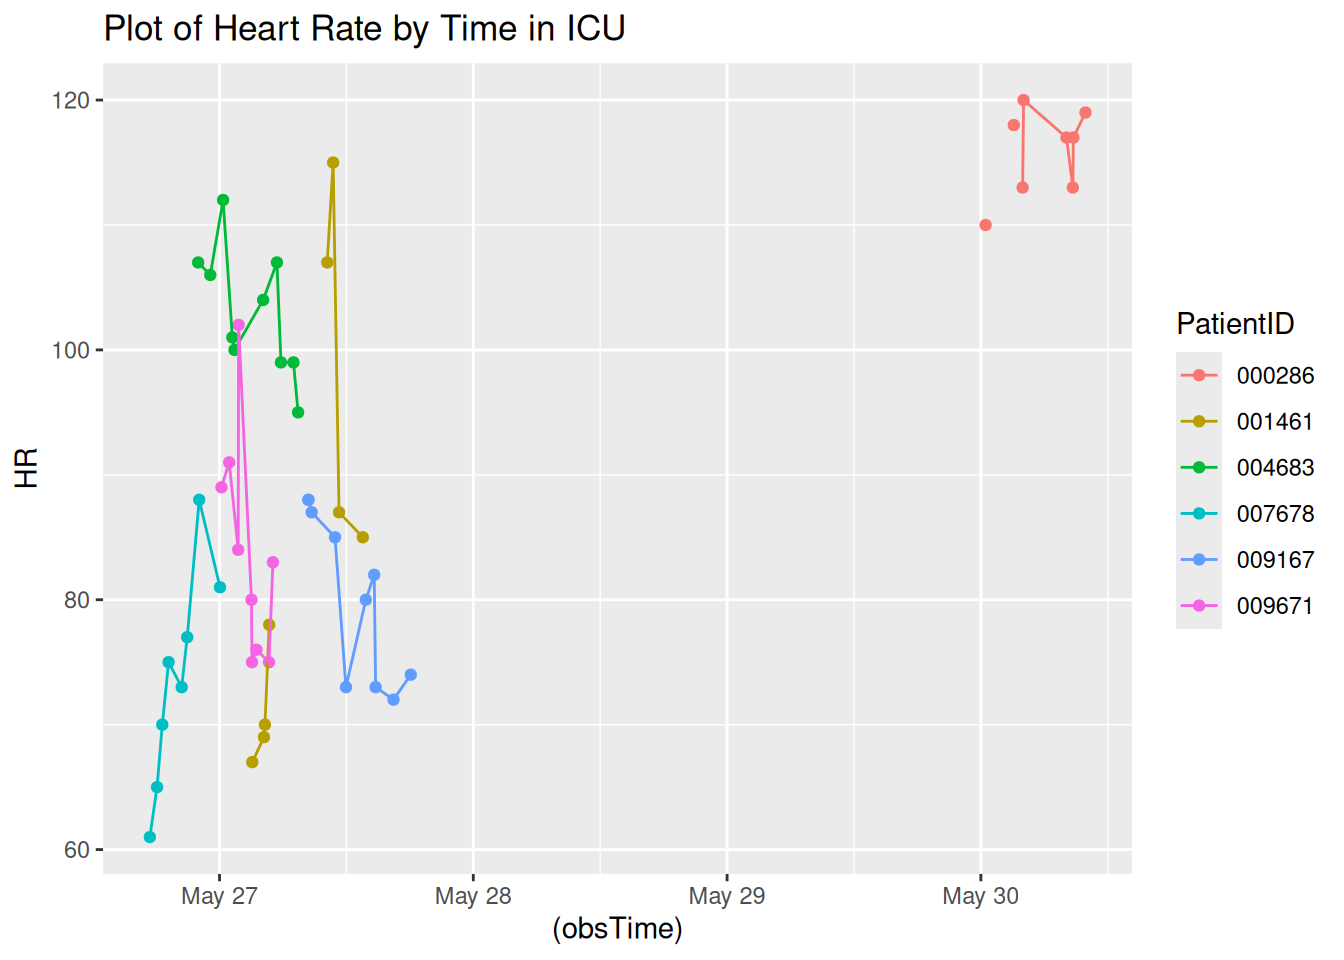 Plot of Heart Rate by Time in ICU
120
100
80
60
HR
May 27
May 28
May 29
May 30
(obsTime)
PatientID
000286
001461
004683
007678
009167
009671